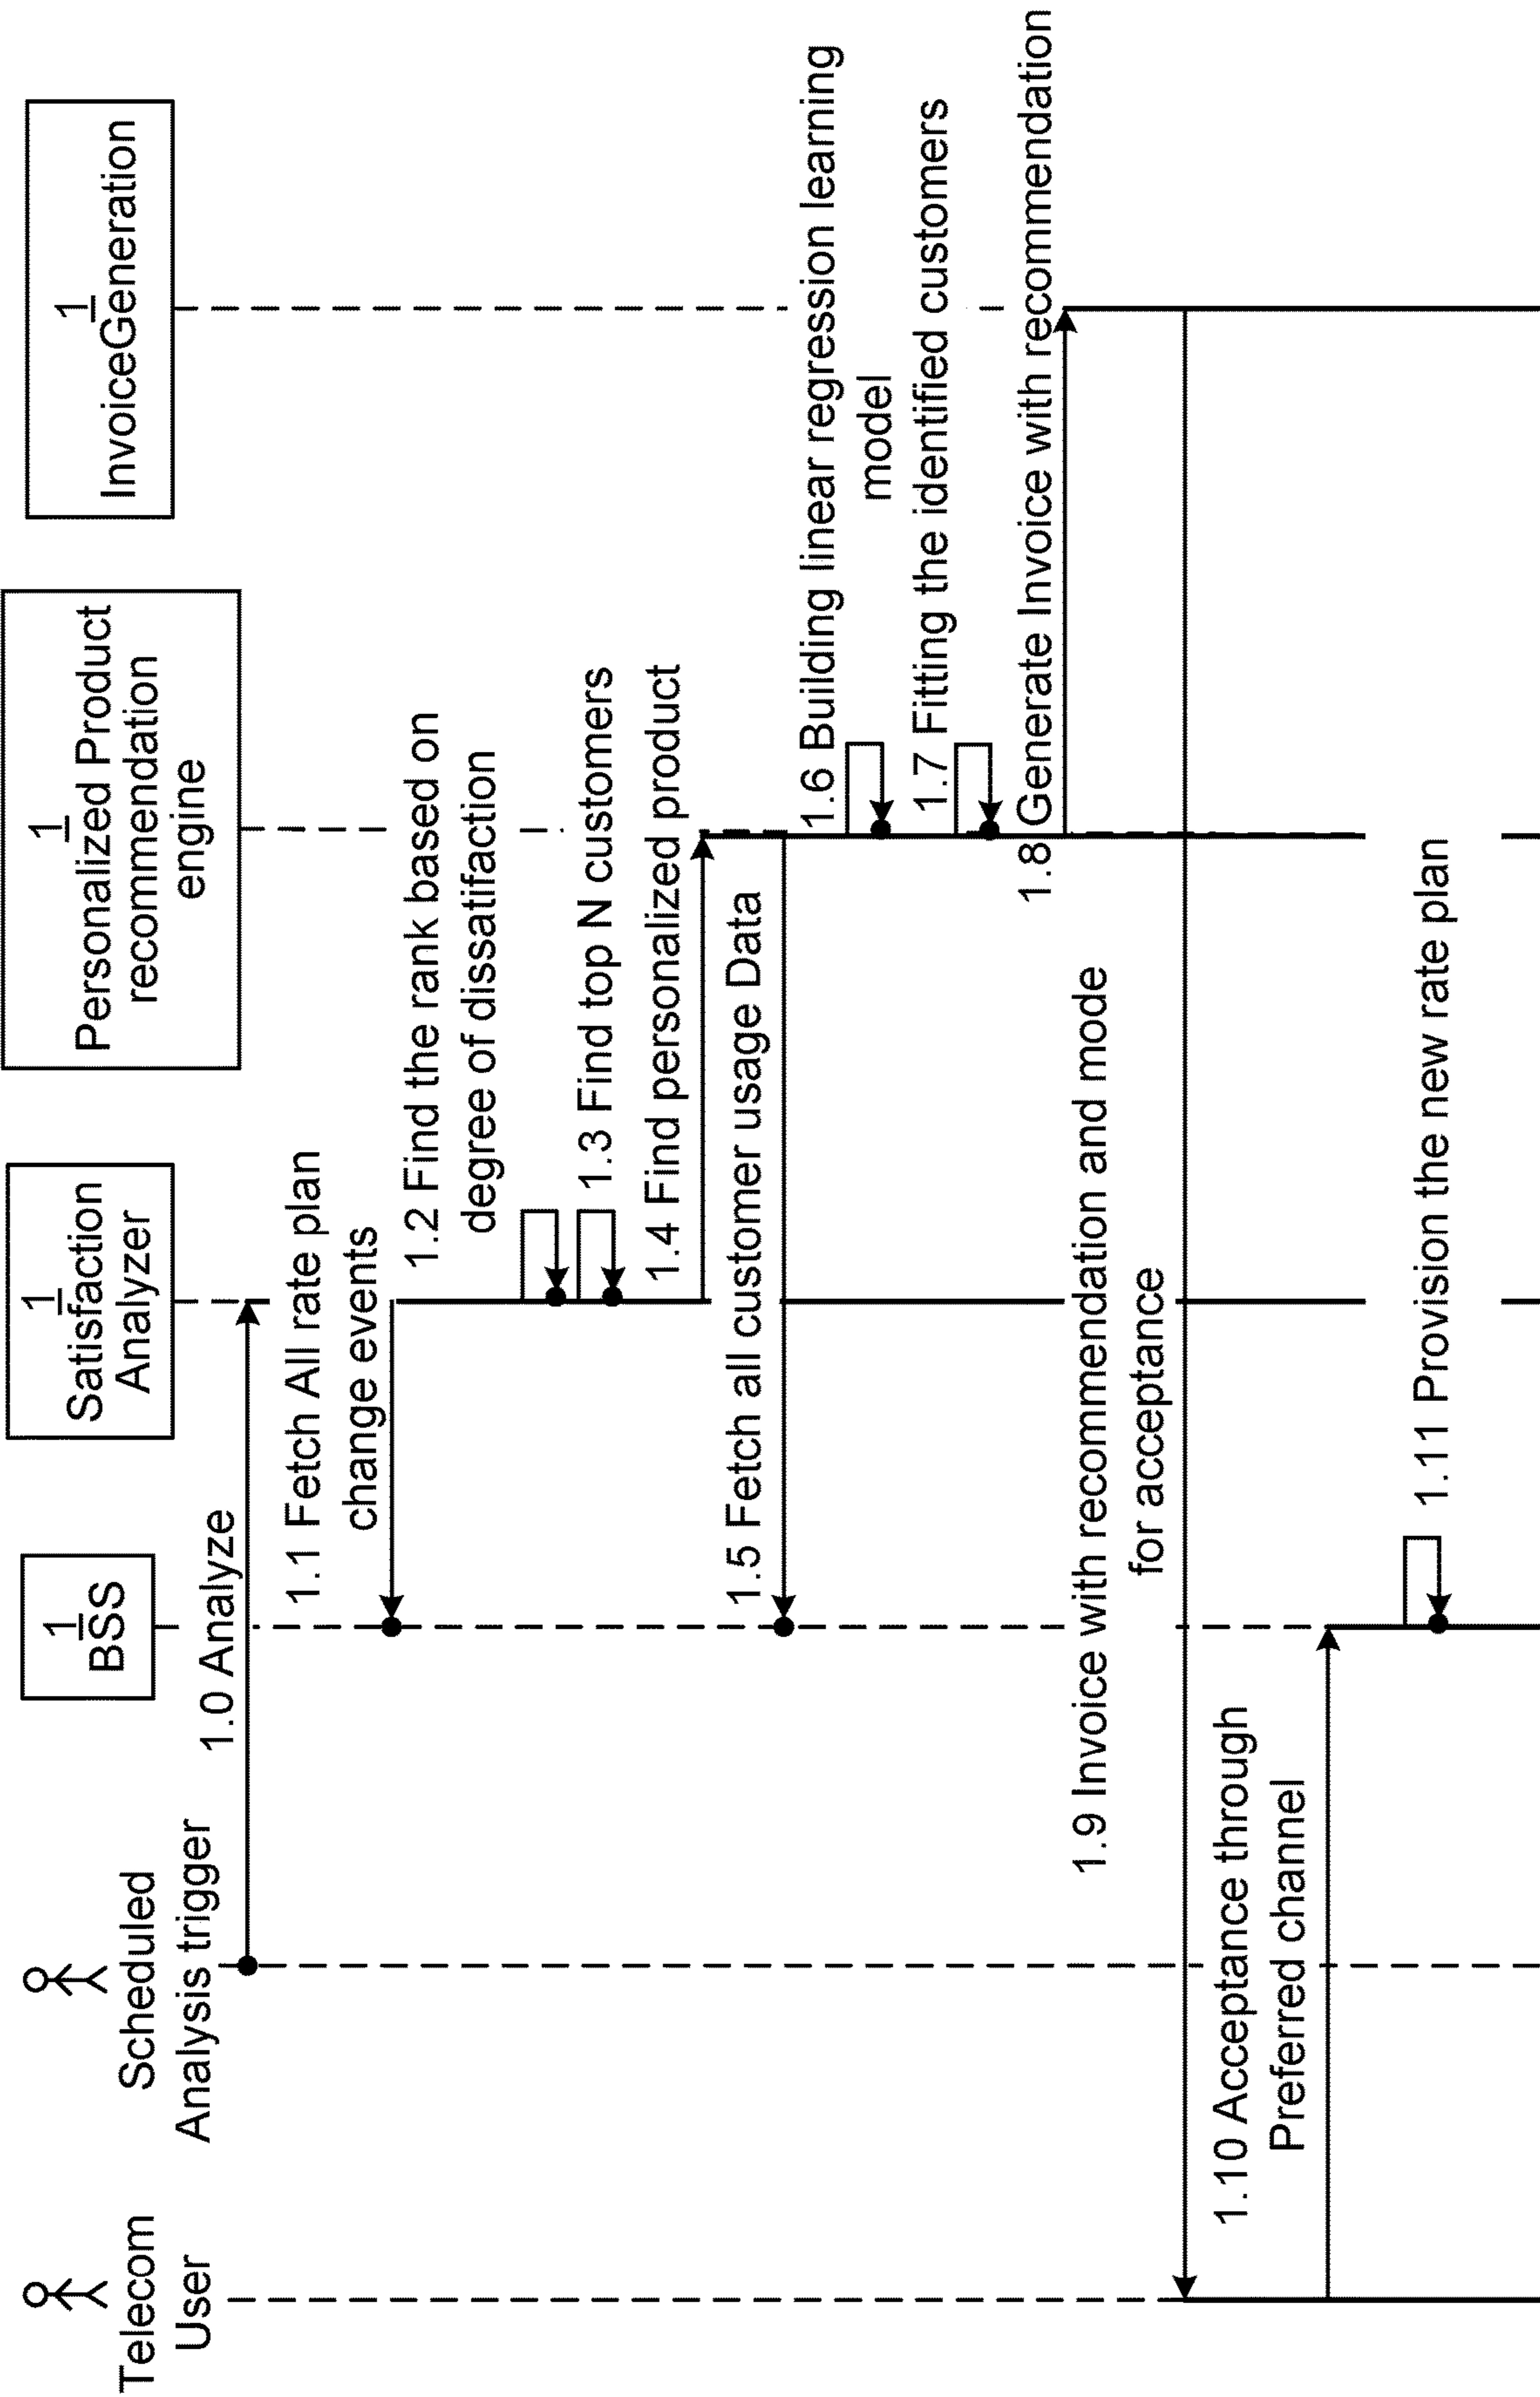 Telecom
User
Scheduled
Analysis trigger
1
BSS
1
Satisfaction
Analyzer
1
Personalized Product
recommendation
engine
1
InvoiceGeneration
1.0 Analyze
1.1 Fetch All rate plan
change events
1.2 Find the rank based on
degree of dissatifaction
1.3 Find top N customers
1.4 Find personalized product
1.5 Fetch all customer usage Data
1.6 Building linear regression learning
model
1.7 Fitting the identified customers
1.8 Generate Invoice with recommendation
1.9 Invoice with recommendation and mode
for acceptance
1.10 Acceptance through
Preferred channel
1.11 Provision the new rate plan